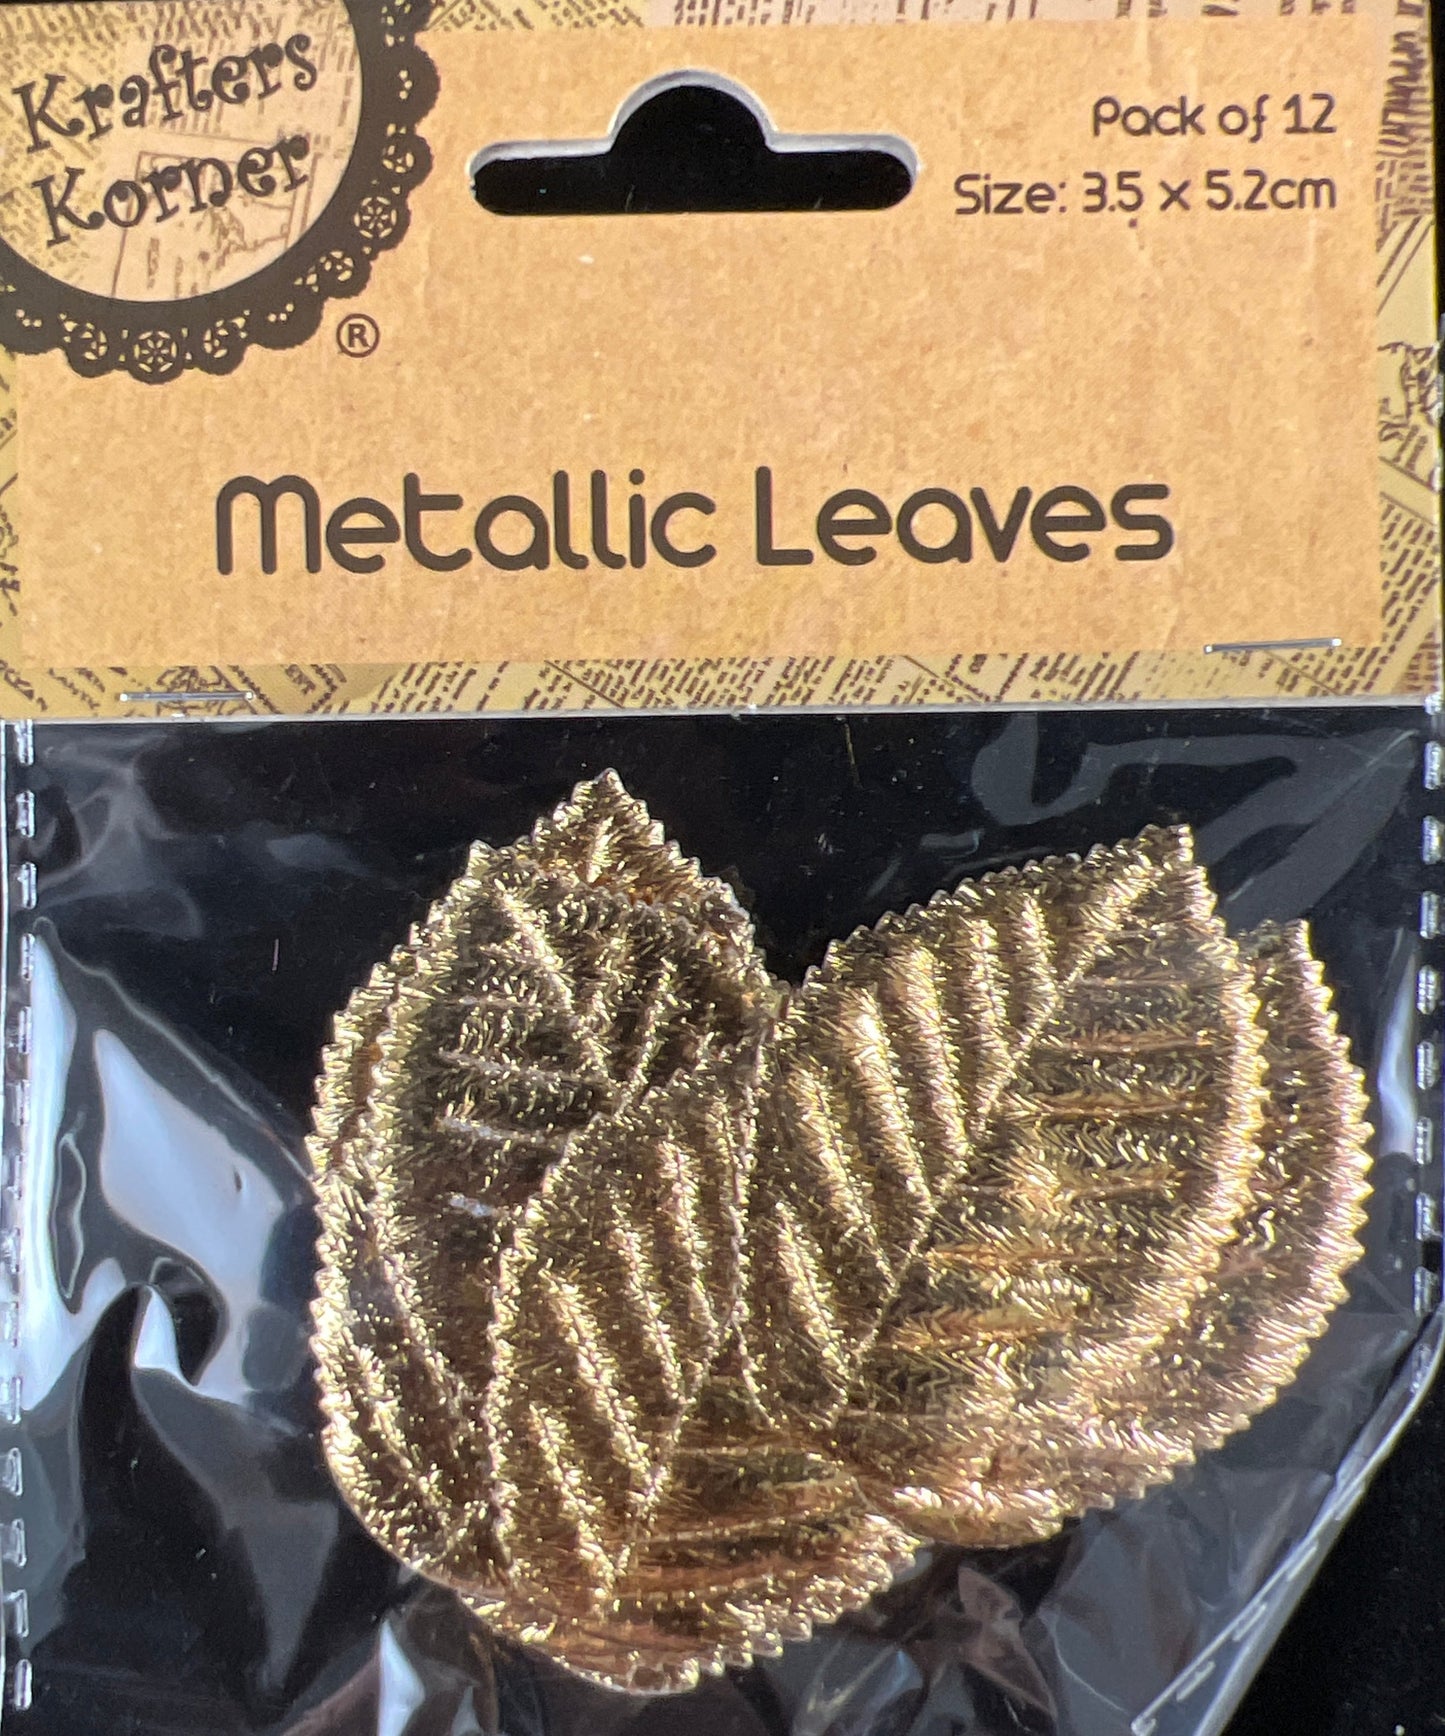 Krafters
Korner
®
Pack of 12
Size: 3.5 x 5.2cm
Metallic Leaves